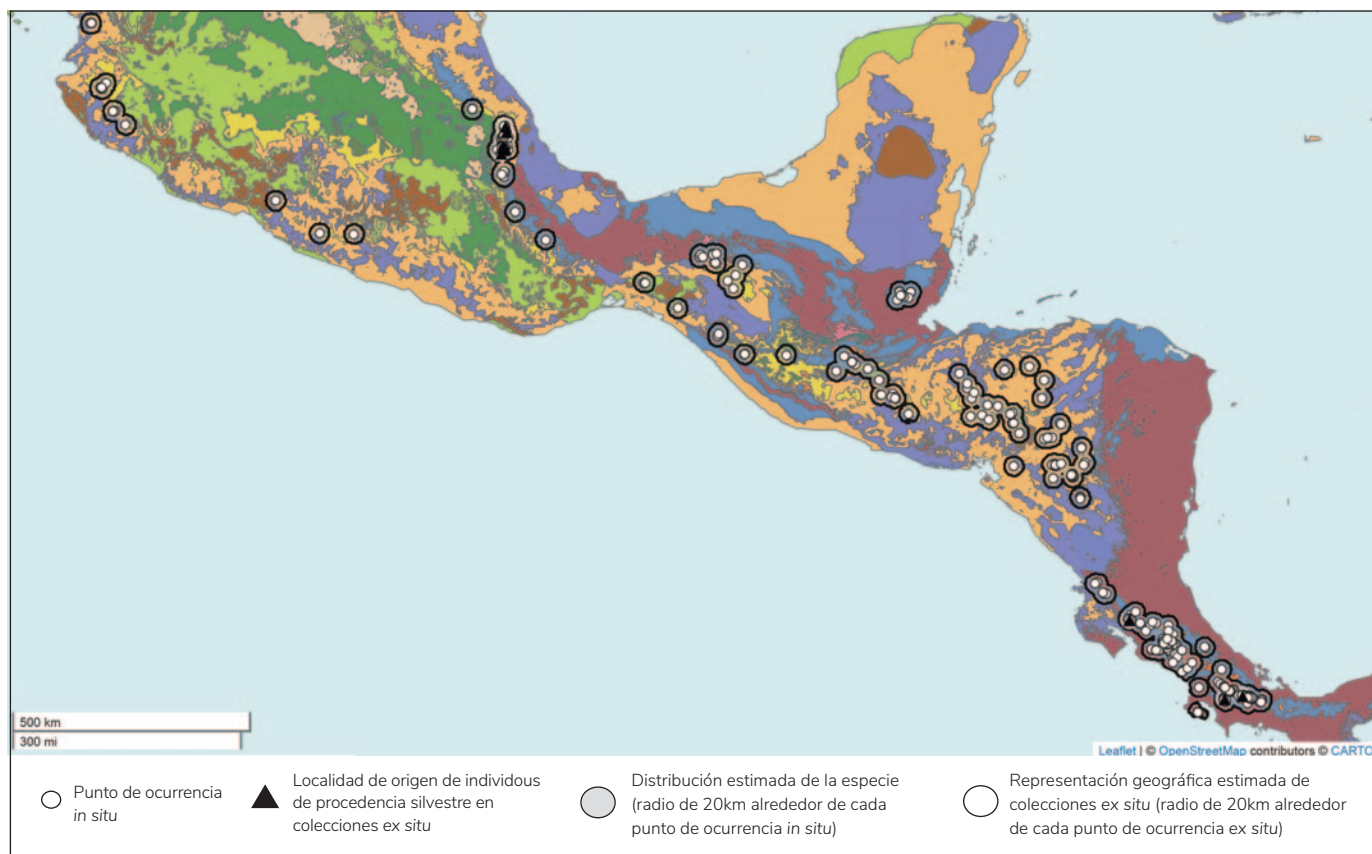 500 km
300 mi
Leaflet | © OpenStreetMap contributors © CARTO
Punto de ocurrencia
in situ
Localidad de origen de individous
de procedencia silvestre en
colecciones ex situ
Distribución estimada de la especie
(radio de 20km alrededor de cada
punto de ocurrencia in situ)
Representación geográfica estimada de
colecciones ex situ (radio de 20km alrededor
de cada punto de ocurrencia ex situ)